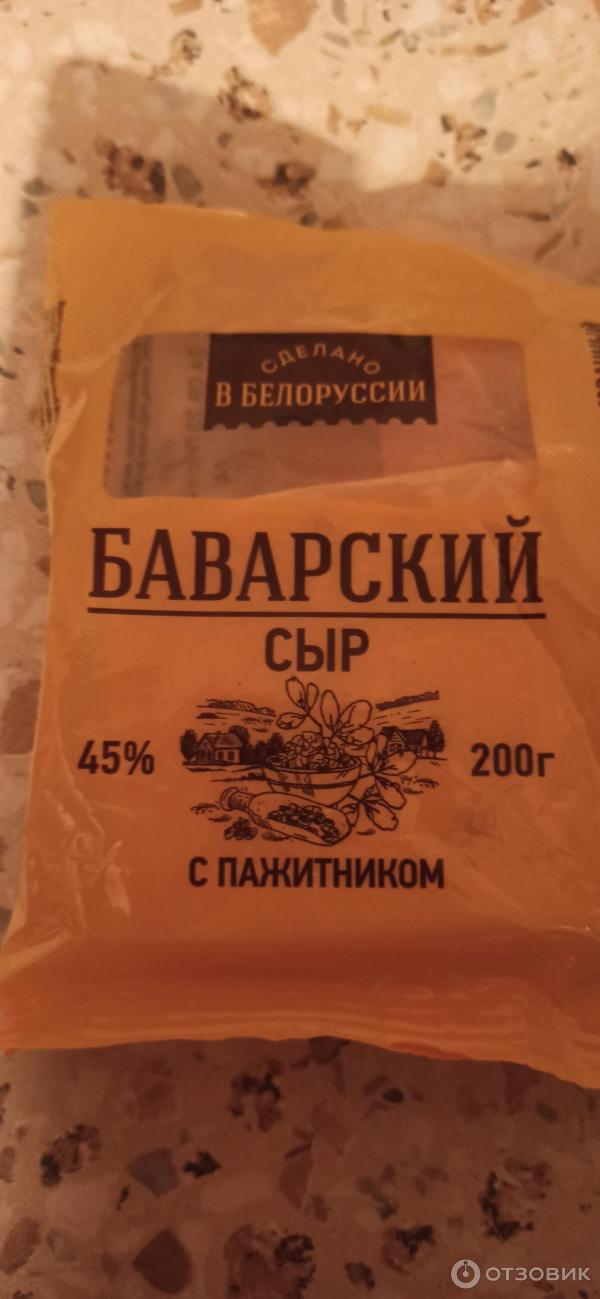 СДЕЛАНО
В БЕЛОРУССИИ
БАВАРСКИЙ
СЫР
45%
200г
С ПАЖИТНИКОМ
ОТЗОВИК